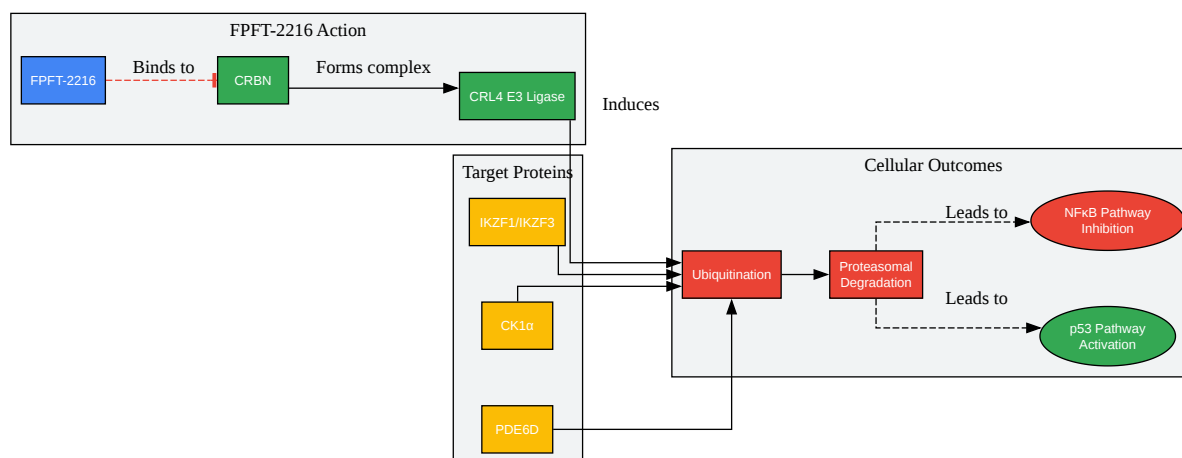 FPFT-2216 Action
FPFT-2216
Binds to
CRBN
Forms complex
CRL4 E3 Ligase
Induces
Target Proteins
IKZF1/IKZF3
CK1α
PDE6D
Cellular Outcomes
Ubiquitination
Proteasomal
Degradation
Leads to
NFκB Pathway
Inhibition
Leads to
p53 Pathway
Activation